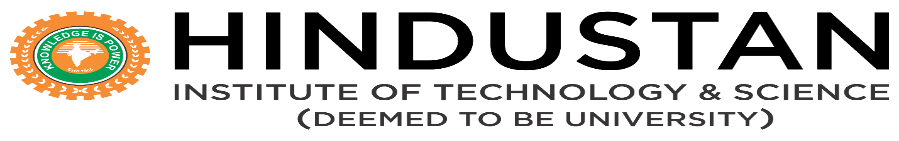 KNOWLEDGE IS POWER
HINDUSTAN
INSTITUTE OF TECHNOLOGY & SCIENCE
(DEEMED TO BE UNIVERSITY)